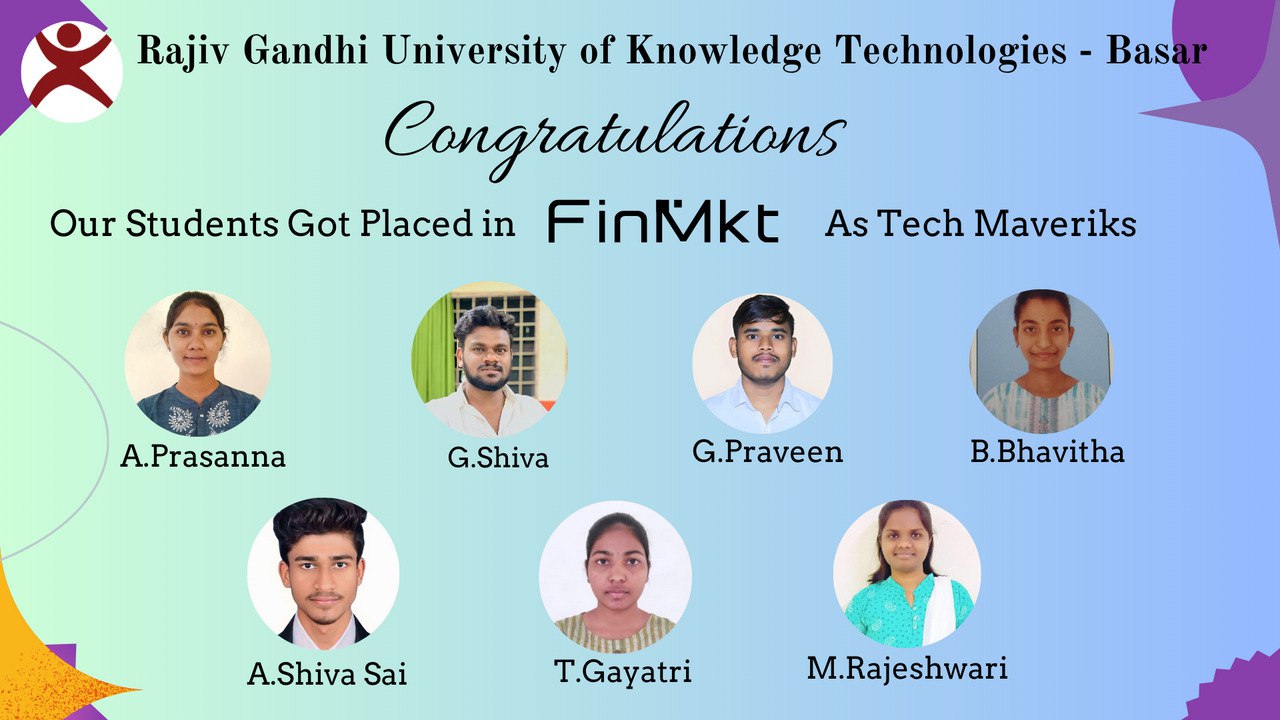 Rajiv Gandhi University of Knowledge Technologies - Basar
Congratulations
Our Students Got Placed in FinMkt As Tech Maveriks
A.Prasanna G.Shiva G.Praveen B.Bhavitha
A.Shiva Sai T.Gayatri M.Rajeshwari